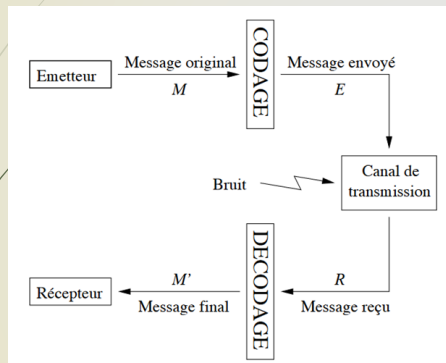 Emetteur
Message original
M
CODAGE
Message envoyé
E
Canal de
transmission
Bruit
DECODAGE
R
Message reçu
M'
Message final
Récepteur